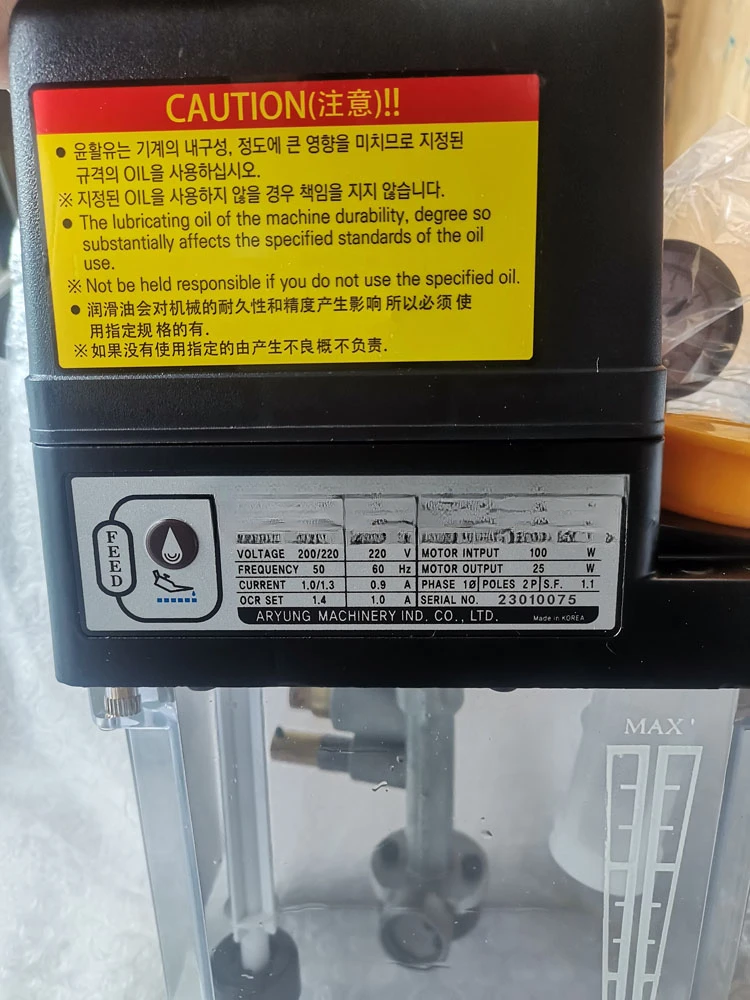 CAUTION(注意)!!
● 윤활유는 기계의 내구성, 정도에 큰 영향을 미치므로 지정된
규격의 OIL을 사용하십시오.
※ 지정된 OIL을 사용하지 않을 경우 책임을 지지 않습니다.
● The lubricating oil of the machine durability, degree so
substantially affects the specified standards of the oil
use.
※ Not be held responsible if you do not use the specified oil.
● 润滑油会对机械的耐久性和精度产生影响 所以必须 使
用指定规 格的有.
※ 如果没有使用指定的由产生不良概不负责.
FEED
VOLTAGE 200/220 220 V MOTOR INTPUT 100 W
FREQUENCY 50 60 Hz MOTOR OUTPUT 25 W
CURRENT 1.0/1.3 0.9 A PHASE 1Ø POLES 2 P S.F. 1.1
OCR SET 1.4 1.0 A SERIAL NO. 23010075
ARYUNG MACHINERY IND. CO., LTD. Made in KOREA
MAX'